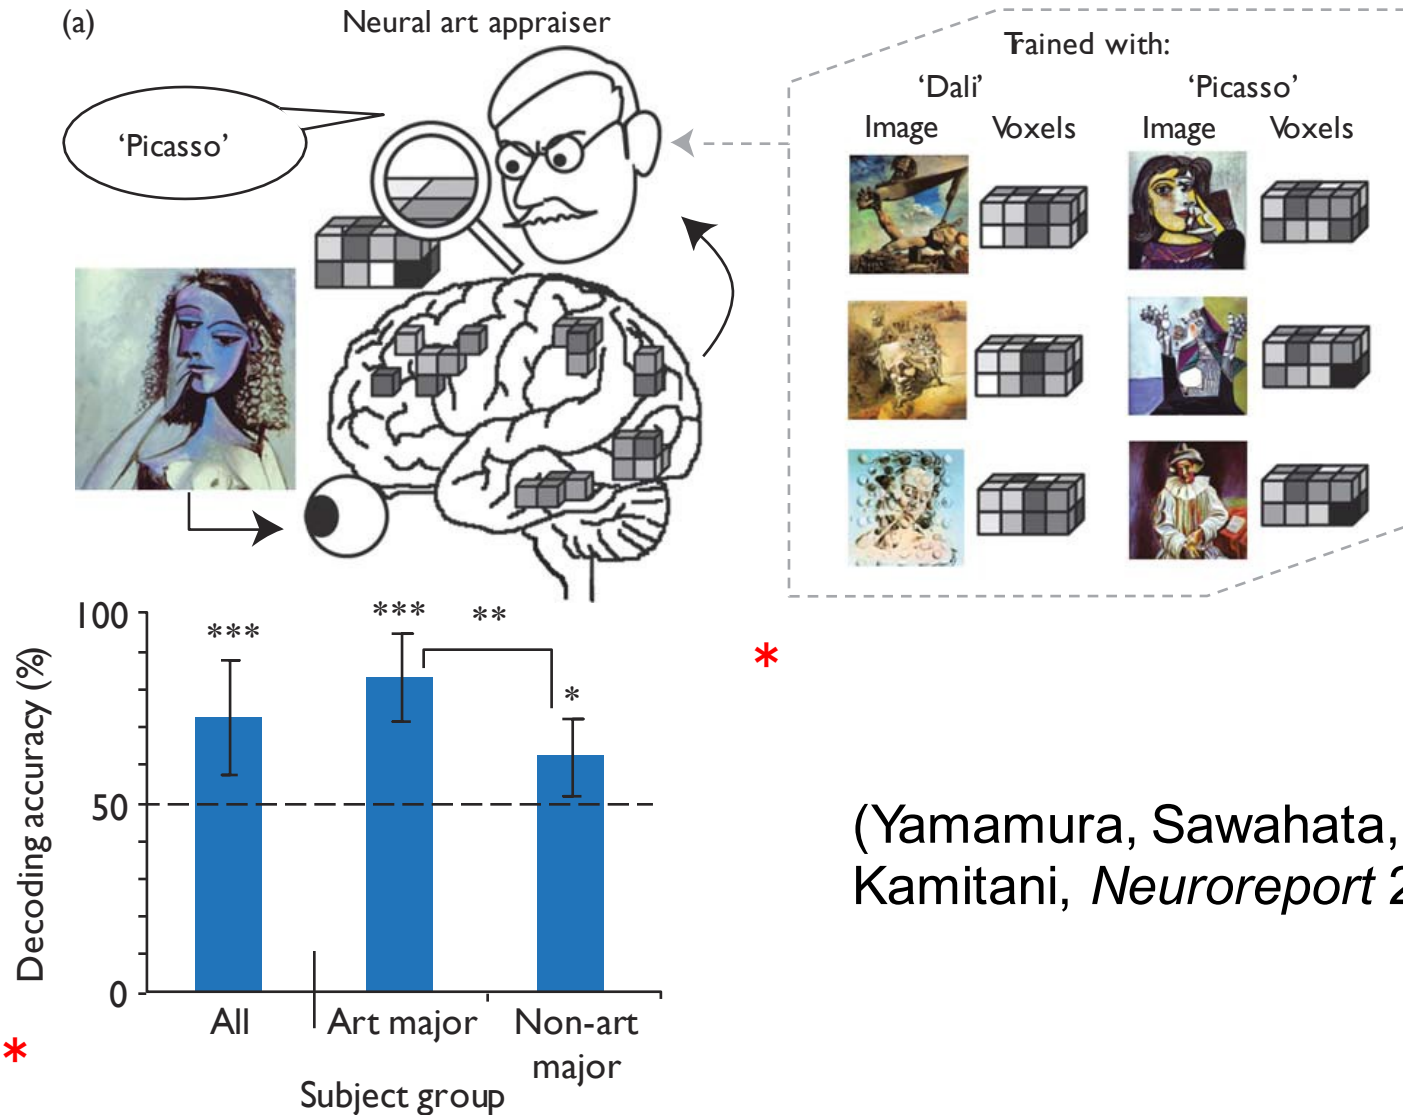 (a)
Neural art appraiser
'Picasso'
Trained with:
'Dali' 'Picasso'
Image Voxels Image Voxels
100
50
0
Decoding accuracy (%)
*** *** ** *
*
All Art major Non-art
major
*
Subject group
(Yamamura, Sawahata,
Kamitani, Neuroreport 2